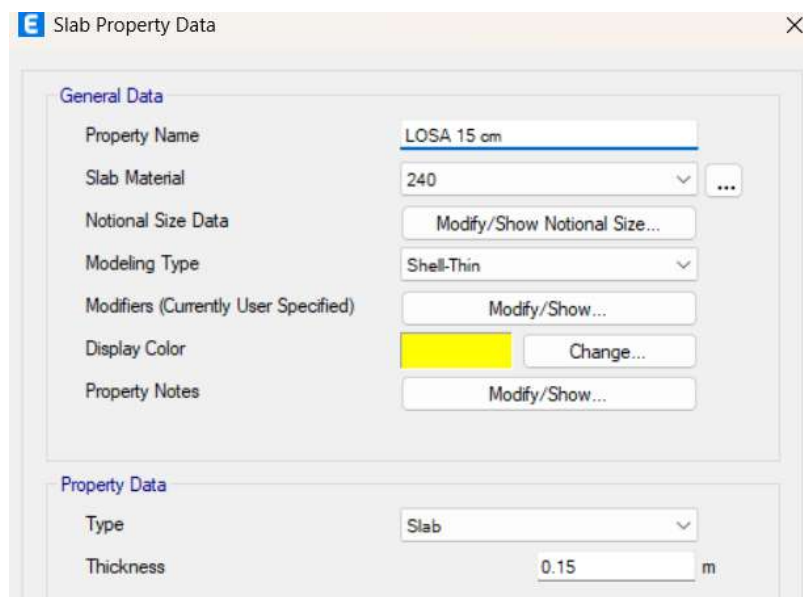 E Slab Property Data
General Data
Property Name LOSA 15 cm
Slab Material 240 ...
Notional Size Data Modify/Show Notional Size...
Modeling Type Shell-Thin
Modifiers (Currently User Specified) Modify/Show...
Display Color Change...
Property Notes Modify/Show...
Property Data
Type Slab
Thickness 0.15 m